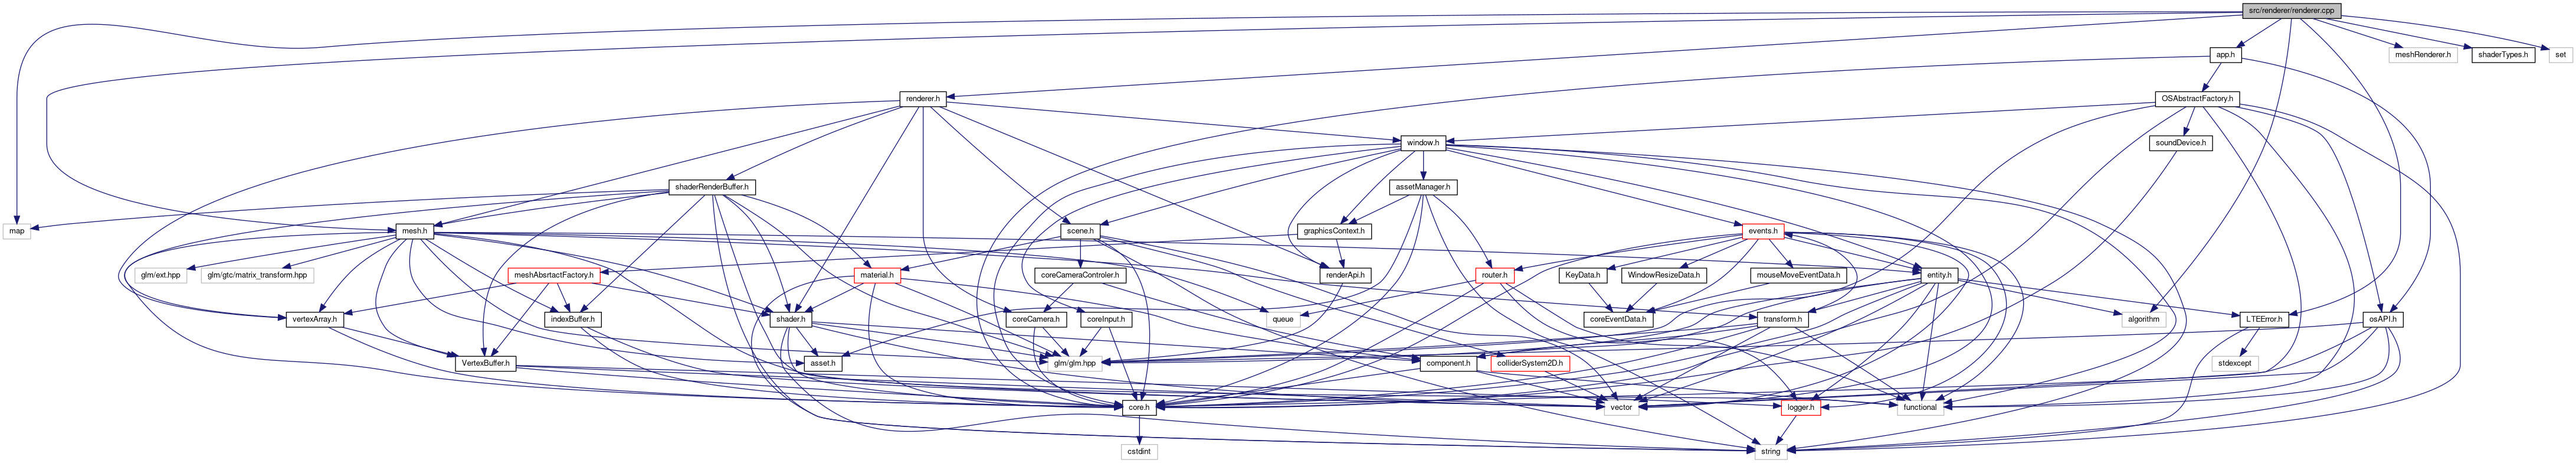 src/renderer/renderer.cpp
app.h
meshRenderer.h
shaderTypes.h
set
renderer.h
OSAbstractFactory.h
window.h
soundDevice.h
shaderRenderBuffer.h
assetManager.h
map
mesh.h
scene.h
graphicsContext.h
events.h
glm/ext.hpp
glm/gtc/matrix_transform.hpp
meshAbsrtactFactory.h
material.h
coreCameraControler.h
renderApi.h
router.h
KeyData.h
WindowResizeData.h
mouseMoveEventData.h
entity.h
vertexArray.h
indexBuffer.h
shader.h
coreCamera.h
coreInput.h
queue
coreEventData.h
transform.h
algorithm
LTEError.h
osAPI.h
VertexBuffer.h
asset.h
glm/glm.hpp
component.h
colliderSystem2D.h
stdexcept
core.h
vector
logger.h
functional
cstdint
string